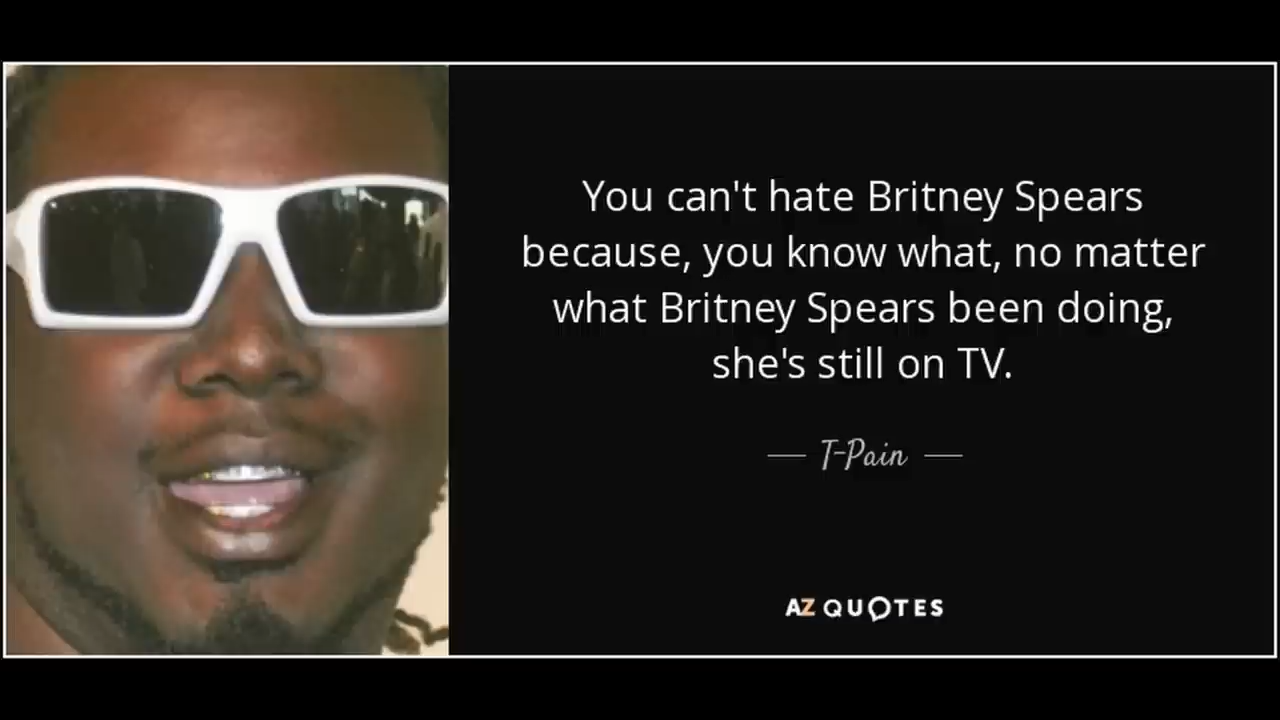 You can't hate Britney Spears
because, you know what, no matter
what Britney Spears been doing,
she's still on TV.
— T-Pain —
AZ QUOTES